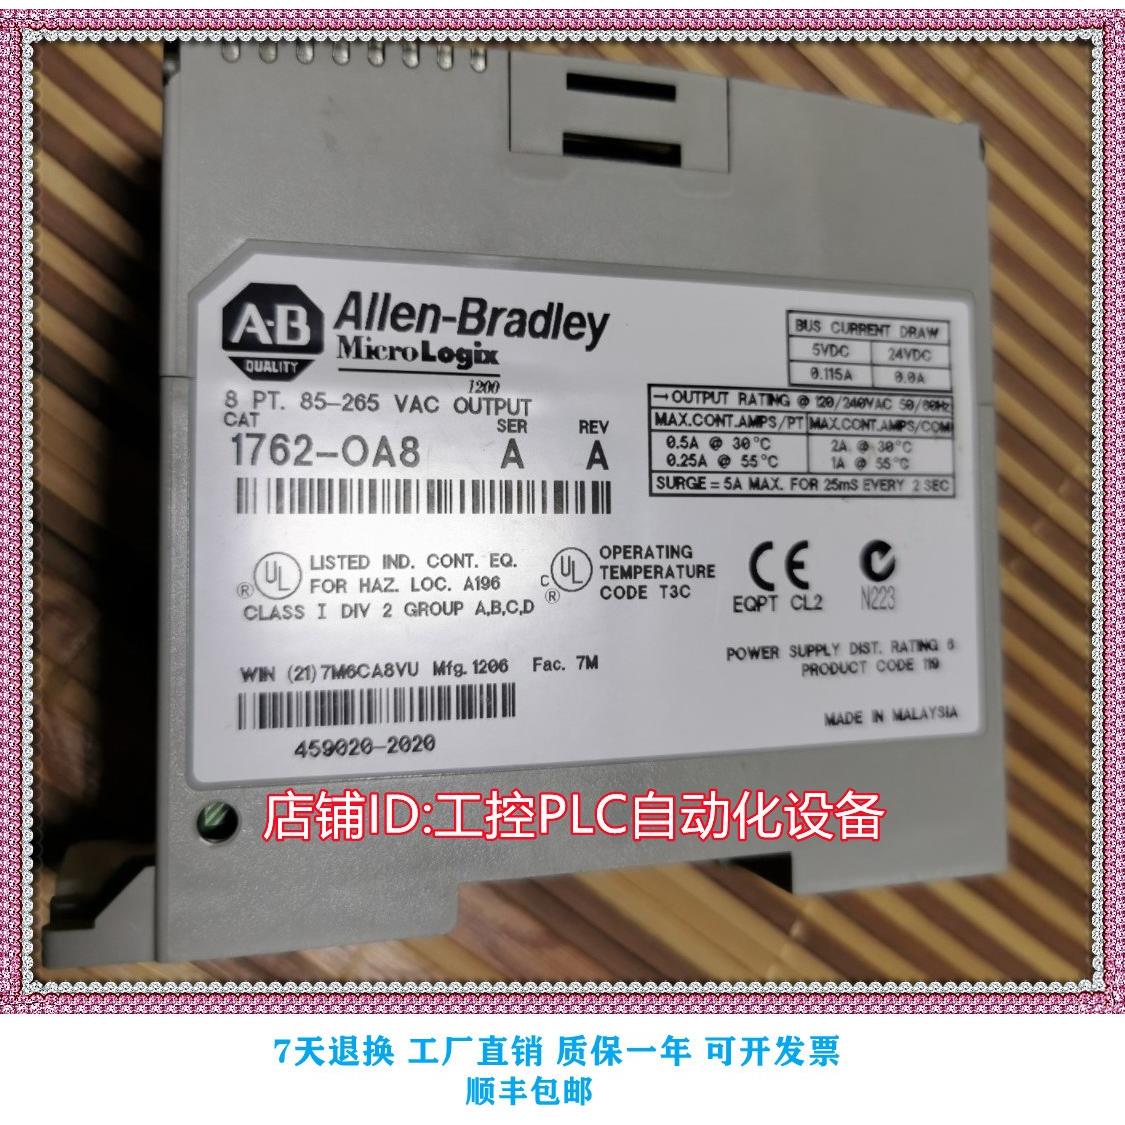 A-B
QUALITY
Allen-Bradley
MicroLogix
1200
8 PT. 85-265 VAC OUTPUT
CAT SER REV
1762-OA8 A A
BUS CURRENT DRAW
5VDC 24VDC
0.115A 0.0A
→OUTPUT RATING @ 120/240VAC 50/60Hz
MAX.CONT.AMPS/PT MAX.CONT.AMPS/COM
0.5A @ 30°C 2A @ 30°C
0.25A @ 55°C 1A @ 55°C
SURGE = 5A MAX. FOR 25mS EVERY 2 SEC
UL ® LISTED IND. CONT. EQ.
FOR HAZ. LOC. A196
CLASS I DIV 2 GROUP A,B,C,D
C UL ® OPERATING
TEMPERATURE
CODE T3C
CE
EQPT CL2
N223
WIN (21) 7M6CA8VU Mfg. 1206 Fac. 7M
459020-2020
POWER SUPPLY DIST. RATING 6
PRODUCT CODE 119
MADE IN MALAYSIA
店铺ID:工控PLC自动化设备
7天退换 工厂直销 质保一年 可开发票
顺丰包邮